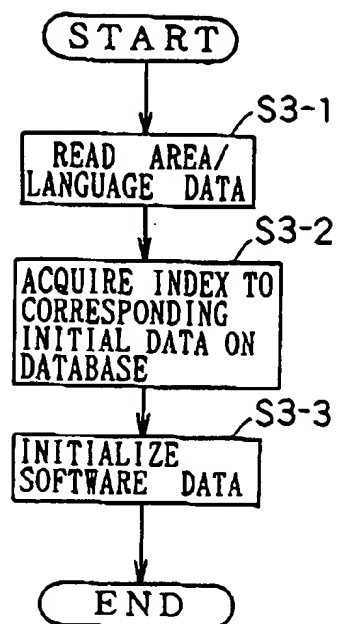 START
S3-1
READ AREA/
LANGUAGE DATA
S3-2
ACQUIRE INDEX TO
CORRESPONDING
INITIAL DATA ON
DATABASE
S3-3
INITIALIZE
SOFTWARE DATA
END